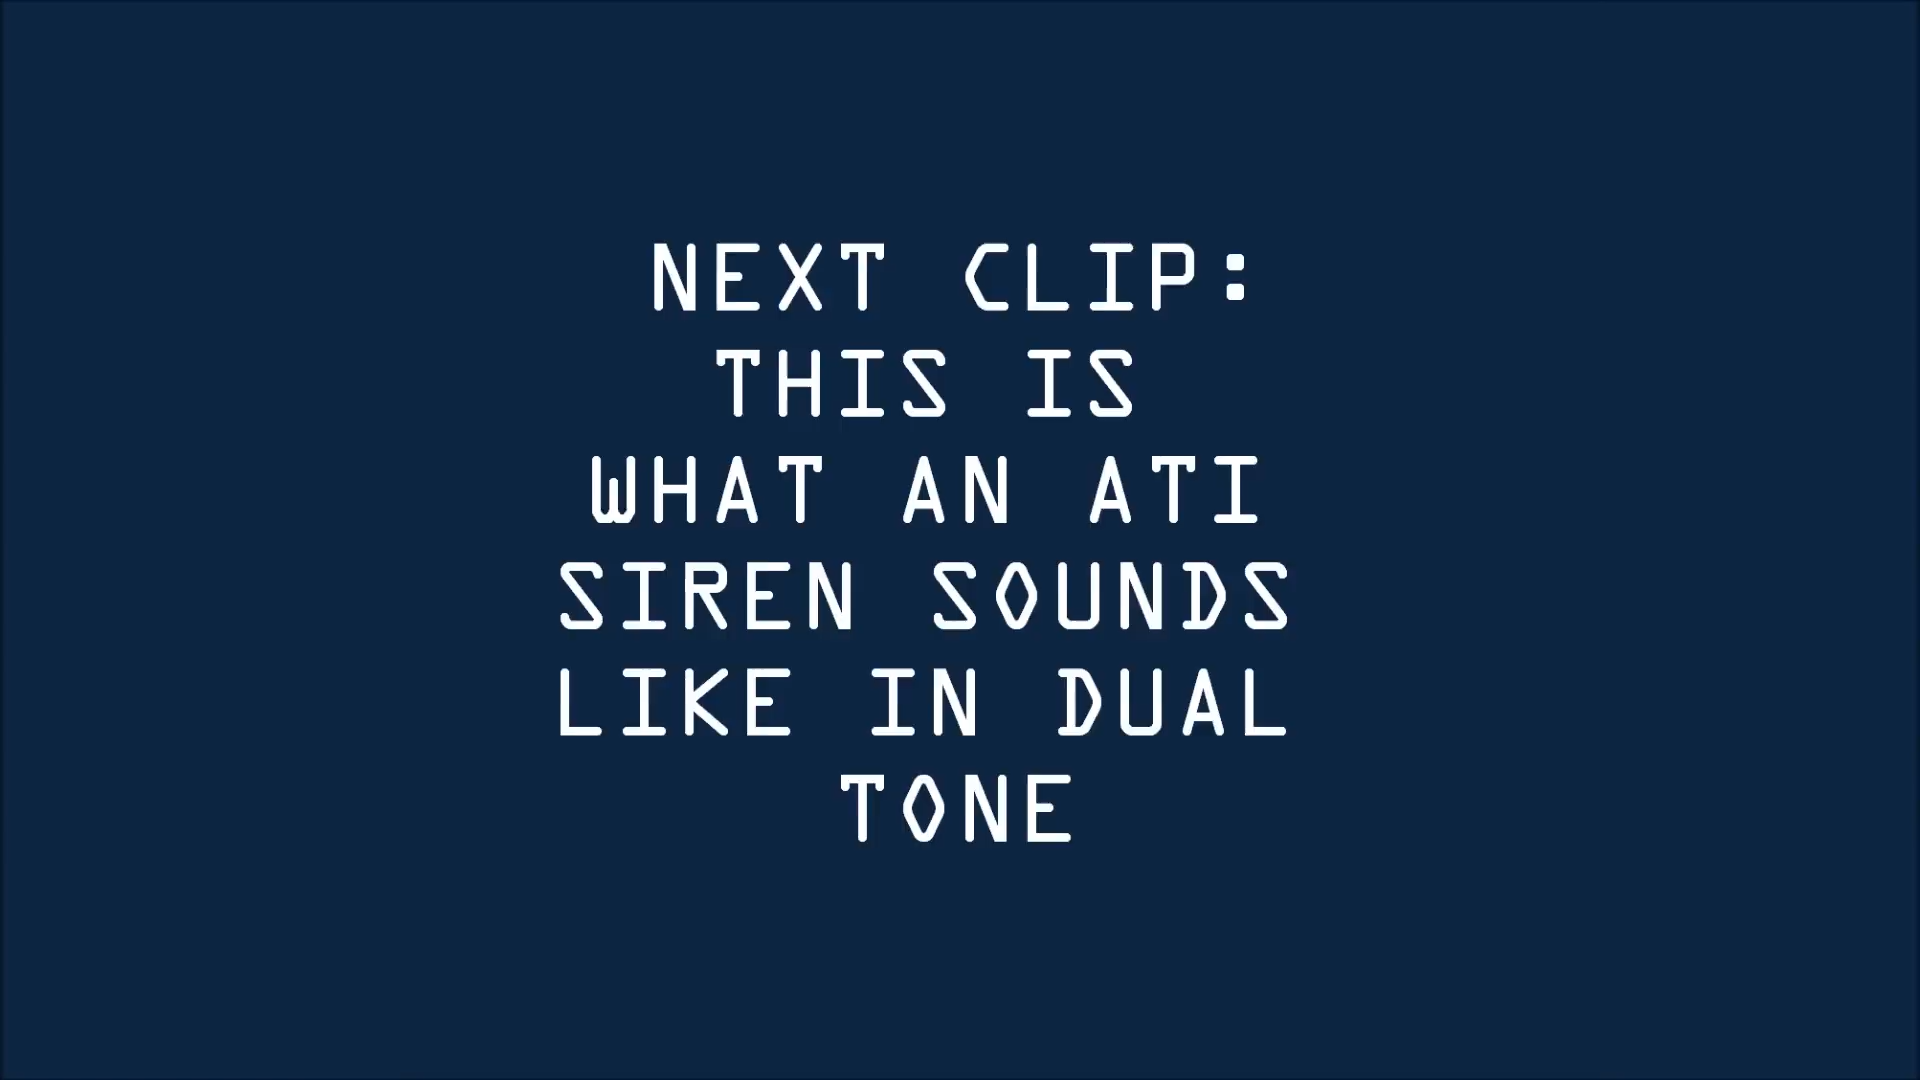 NEXT CLIP:
THIS IS
WHAT AN ATI
SIREN SOUNDS
LIKE IN DUAL
TONE